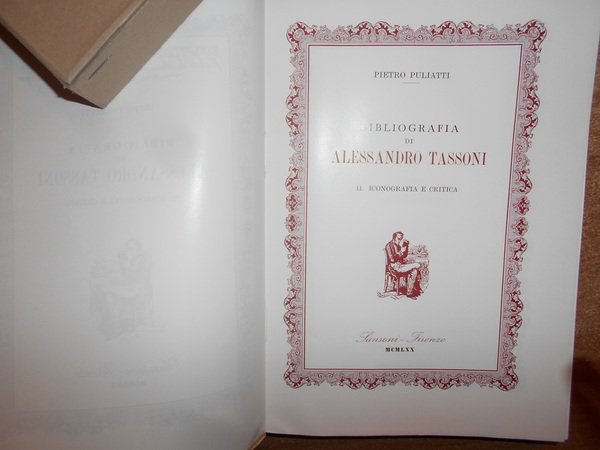 PIETRO PULIATTI
BIBLIOGRAFIA
DI
ALESSANDRO TASSONI
II. ICONOGRAFIA E CRITICA
Sansoni - Firenze
MCMLXX